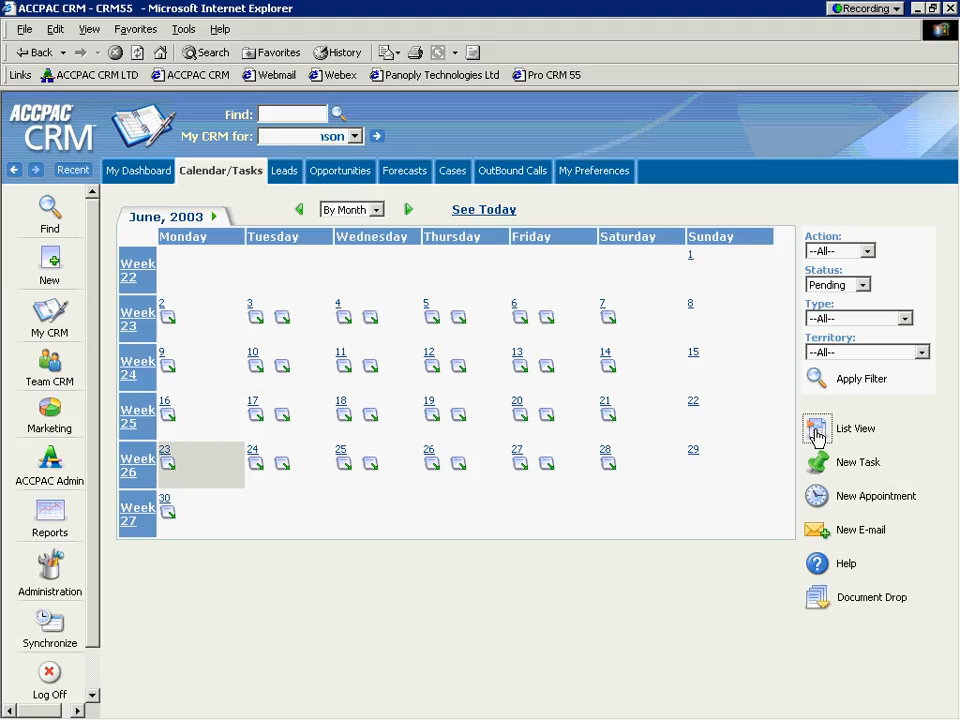 ACCPAC CRM - CRM55 - Microsoft Internet Explorer
Recording
File Edit View Favorites Tools Help
Back Search Favorites History
Links ACCPAC CRM LTD ACCPAC CRM Webmail Webex Panoply Technologies Ltd Pro CRM 55
ACCPAC
CRM
Find:
My CRM for: son
Recent My Dashboard Calendar/Tasks Leads Opportunities Forecasts Cases OutBound Calls My Preferences
Find
New
My CRM
Team CRM
Marketing
ACCPAC Admin
Reports
Administration
Synchronize
Log Off
June, 2003 By Month See Today
Monday Tuesday Wednesday Thursday Friday Saturday Sunday
Week 22
1
Week 23
2 3 4 5 6 7 8
Week 24
9 10 11 12 13 14 15
Week 25
16 17 18 19 20 21 22
Week 26
23 24 25 26 27 28 29
Week 27
30
Action:
--All--
Status:
Pending
Type:
--All--
Territory:
--All--
Apply Filter
List View
New Task
New Appointment
New E-mail
Help
Document Drop